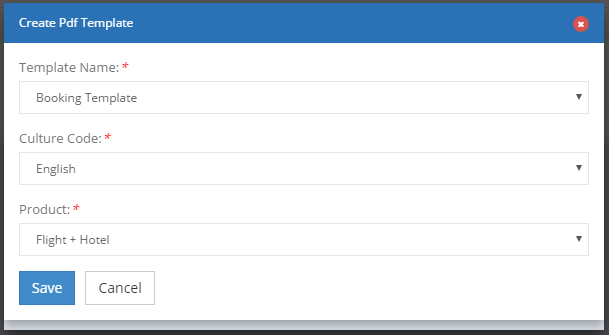 Create Pdf Template
Template Name: *
Booking Template
Culture Code: *
English
Product: *
Flight + Hotel
Save Cancel